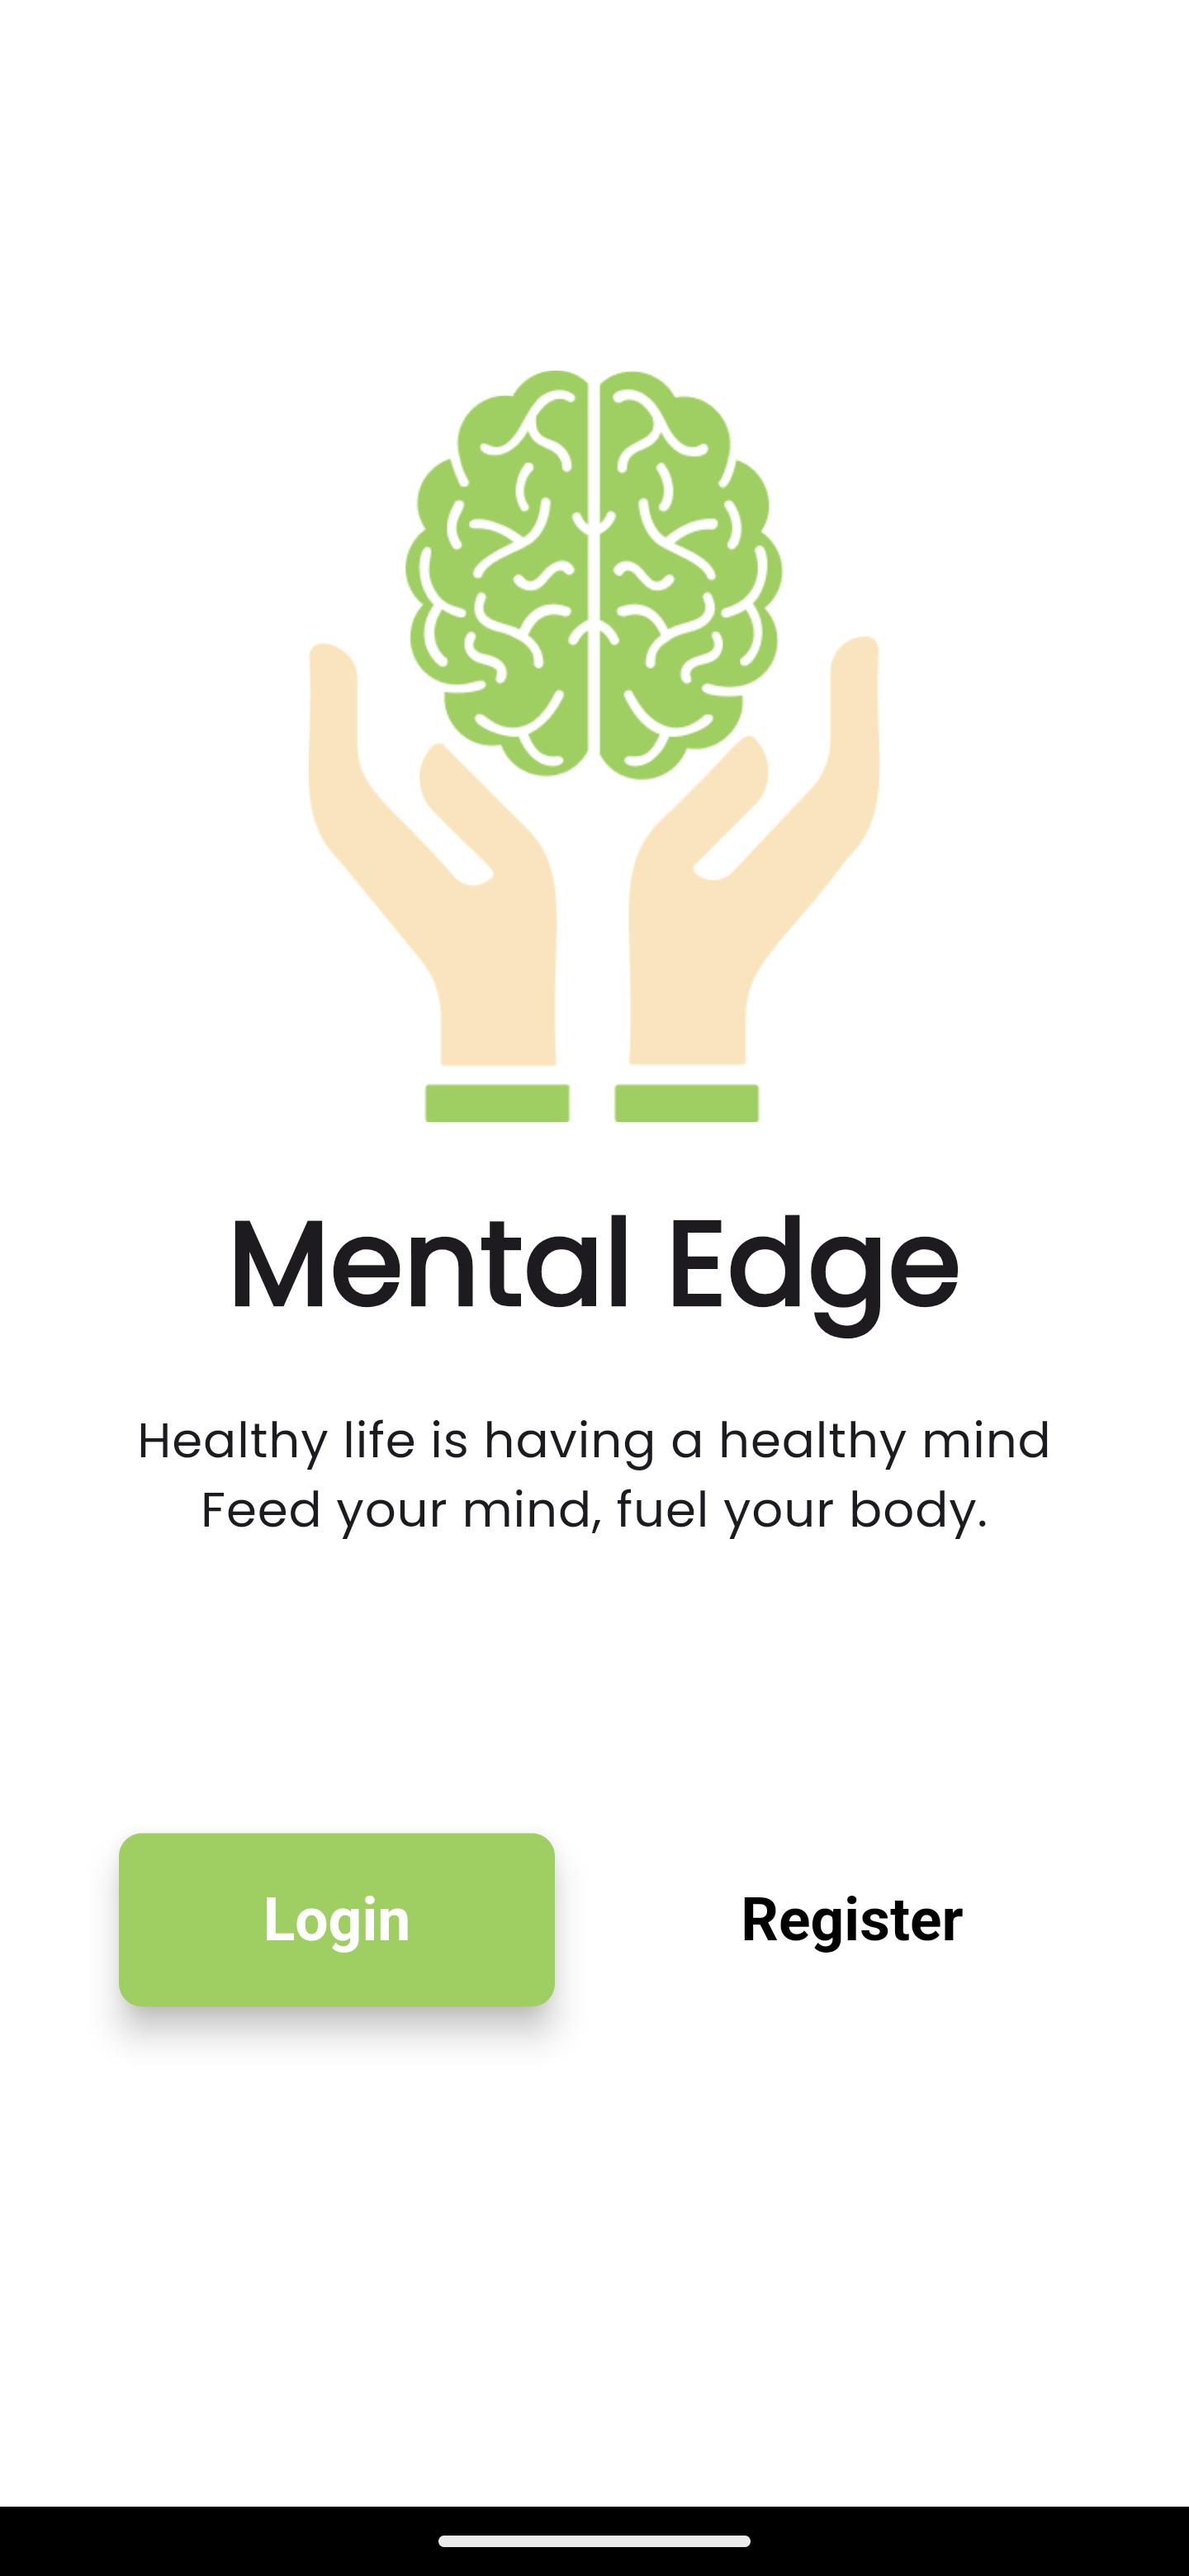 Mental Edge
Healthy life is having a healthy mind
Feed your mind, fuel your body.
Login
Register